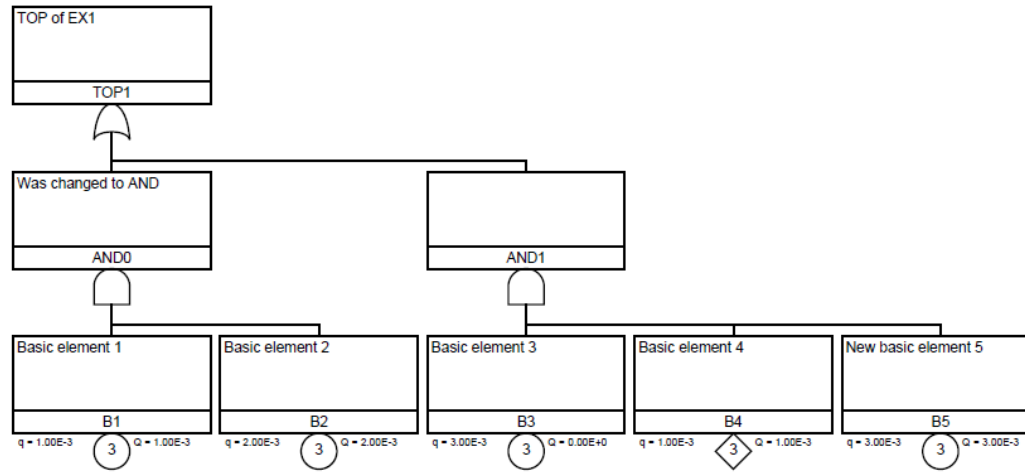 TOP of EX1
TOP1
Was changed to AND
AND0
AND1
Basic element 1
Basic element 2
Basic element 3
Basic element 4
New basic element 5
B1
B2
B3
B4
B5
q = 1.00E-3
3
Q = 1.00E-3
q = 2.00E-3
3
Q = 2.00E-3
q = 3.00E-3
3
Q = 0.00E+0
q = 1.00E-3
3
Q = 1.00E-3
q = 3.00E-3
3
Q = 3.00E-3